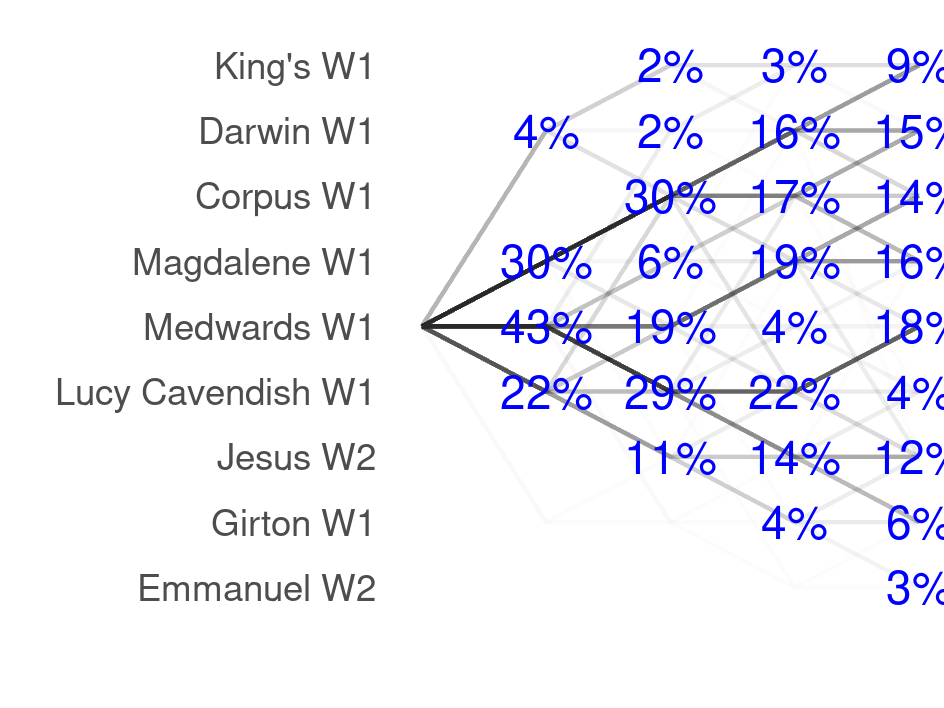 King's W1 2% 3% 9%
Darwin W1 4% 2% 16% 15%
Corpus W1 30% 17% 14%
Magdalene W1 30% 6% 19% 16%
Medwards W1 43% 19% 4% 18%
Lucy Cavendish W1 22% 29% 22% 4%
Jesus W2 11% 14% 12%
Girton W1 4% 6%
Emmanuel W2 3%